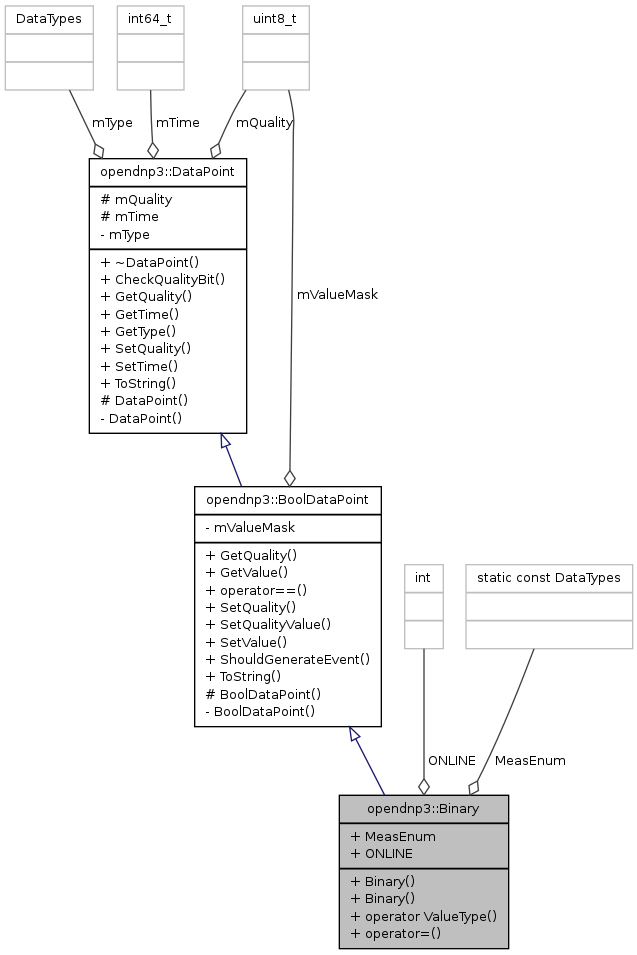 DataTypes
int64_t
uint8_t
mType
mTime
mQuality
opendnp3::DataPoint
# mQuality
# mTime
- mType
+ ~DataPoint()
+ CheckQualityBit()
+ GetQuality()
+ GetTime()
+ GetType()
+ SetQuality()
+ SetTime()
+ ToString()
# DataPoint()
- DataPoint()
mValueMask
opendnp3::BoolDataPoint
- mValueMask
+ GetQuality()
+ GetValue()
+ operator==()
+ SetQuality()
+ SetQualityValue()
+ SetValue()
+ ShouldGenerateEvent()
+ ToString()
# BoolDataPoint()
- BoolDataPoint()
int
static const DataTypes
ONLINE
MeasEnum
opendnp3::Binary
+ MeasEnum
+ ONLINE
+ Binary()
+ Binary()
+ operator ValueType()
+ operator=()